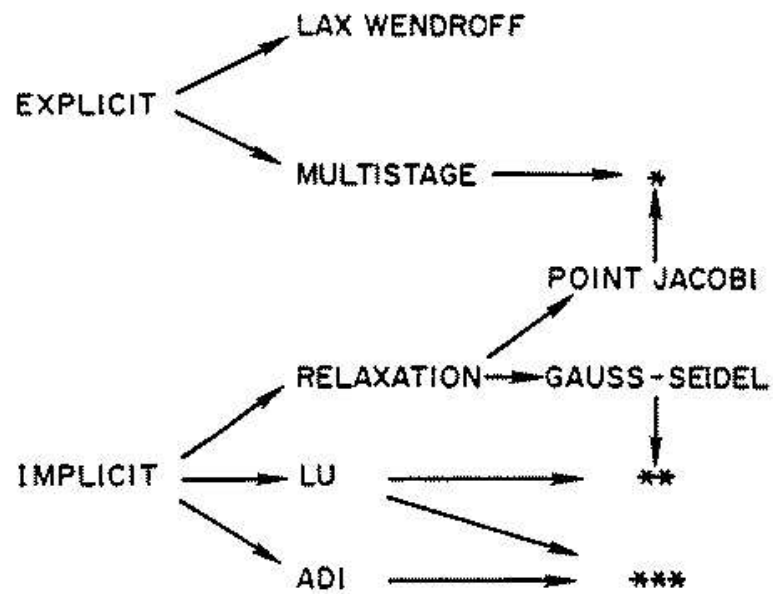 LAX WENDROFF
EXPLICIT
MULTISTAGE *
POINT JACOBI
RELAXATION GAUSS-SEIDEL
IMPLICIT LU **
ADI ***